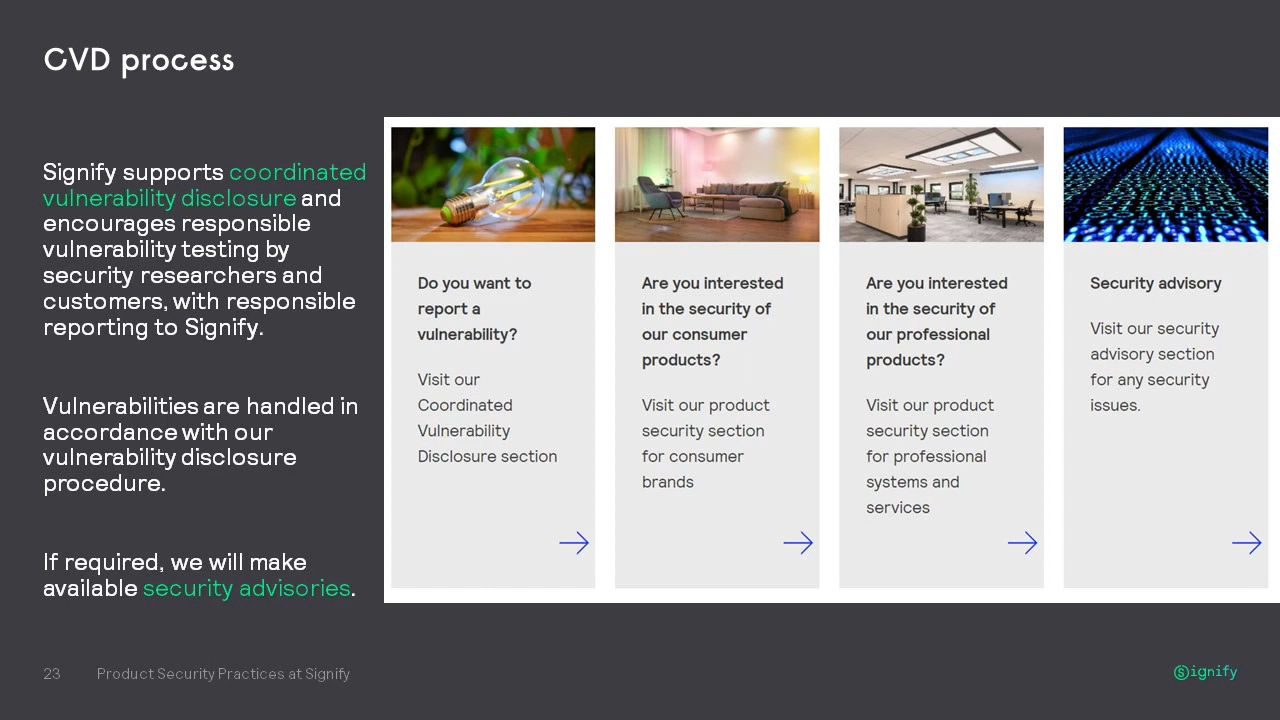 CVD process
Signify supports coordinated
vulnerability disclosure and
encourages responsible
vulnerability testing by
security researchers and
customers, with responsible
reporting to Signify.
Vulnerabilities are handled in
accordance with our
vulnerability disclosure
procedure.
If required, we will make
available security advisories.
Do you want to
report a
vulnerability?
Visit our
Coordinated
Vulnerability
Disclosure section
Are you interested
in the security of
our consumer
products?
Visit our product
security section
for consumer
brands
Are you interested
in the security of
our professional
products?
Visit our product
security section
for professional
systems and
services
Security advisory
Visit our security
advisory section
for any security
issues.
23 Product Security Practices at Signify
Signify